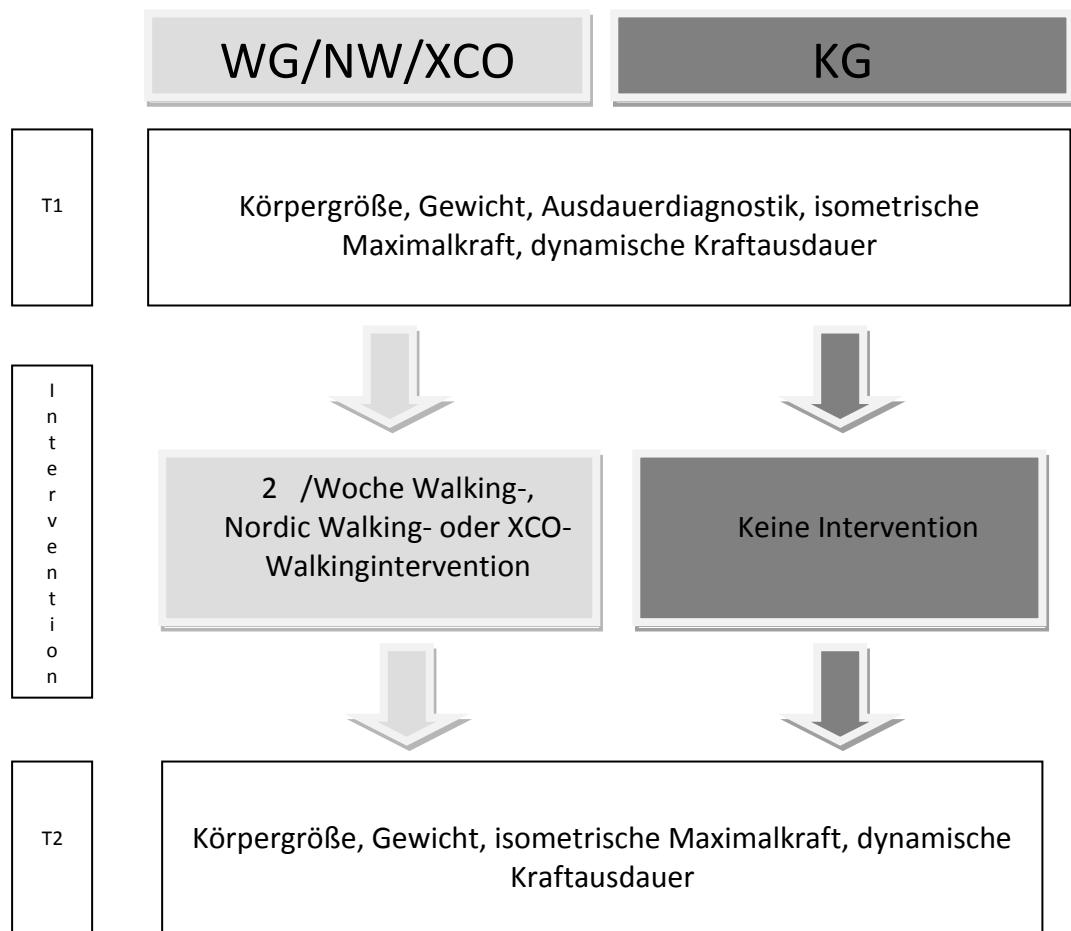 WG/NW/XCO
KG
T1
Körpergröße, Gewicht, Ausdauerdiagnostik, isometrische
Maximalkraft, dynamische Kraftausdauer
Intervention
2 /Woche Walking-,
Nordic Walking- oder XCO-
Walkingintervention
Keine Intervention
T2
Körpergröße, Gewicht, isometrische Maximalkraft, dynamische
Kraftausdauer